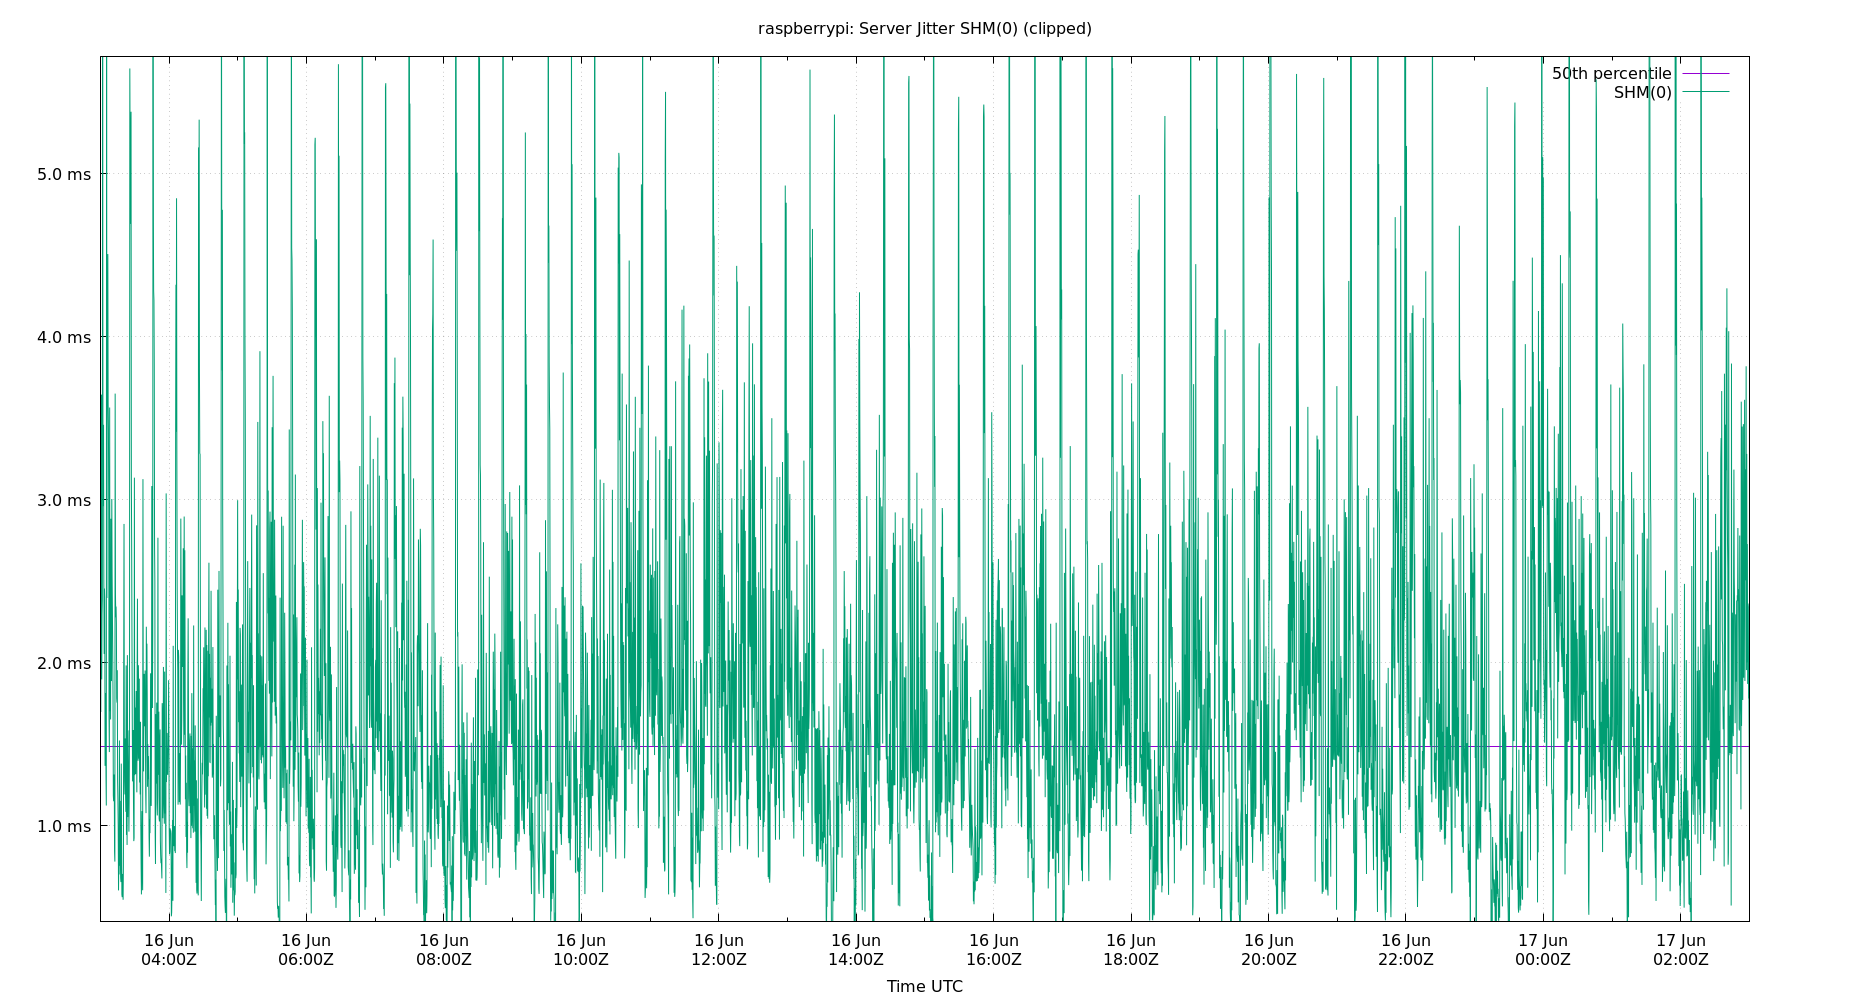 raspberrypi: Server Jitter SHM(0) (clipped)
50th percentile
SHM(0)
5.0 ms
4.0 ms
3.0 ms
2.0 ms
1.0 ms
16 Jun 16 Jun 16 Jun 16 Jun 16 Jun 16 Jun 16 Jun 16 Jun 16 Jun 16 Jun 17 Jun 17 Jun
04:00Z 06:00Z 08:00Z 10:00Z 12:00Z 14:00Z 16:00Z 18:00Z 20:00Z 22:00Z 00:00Z 02:00Z
Time UTC